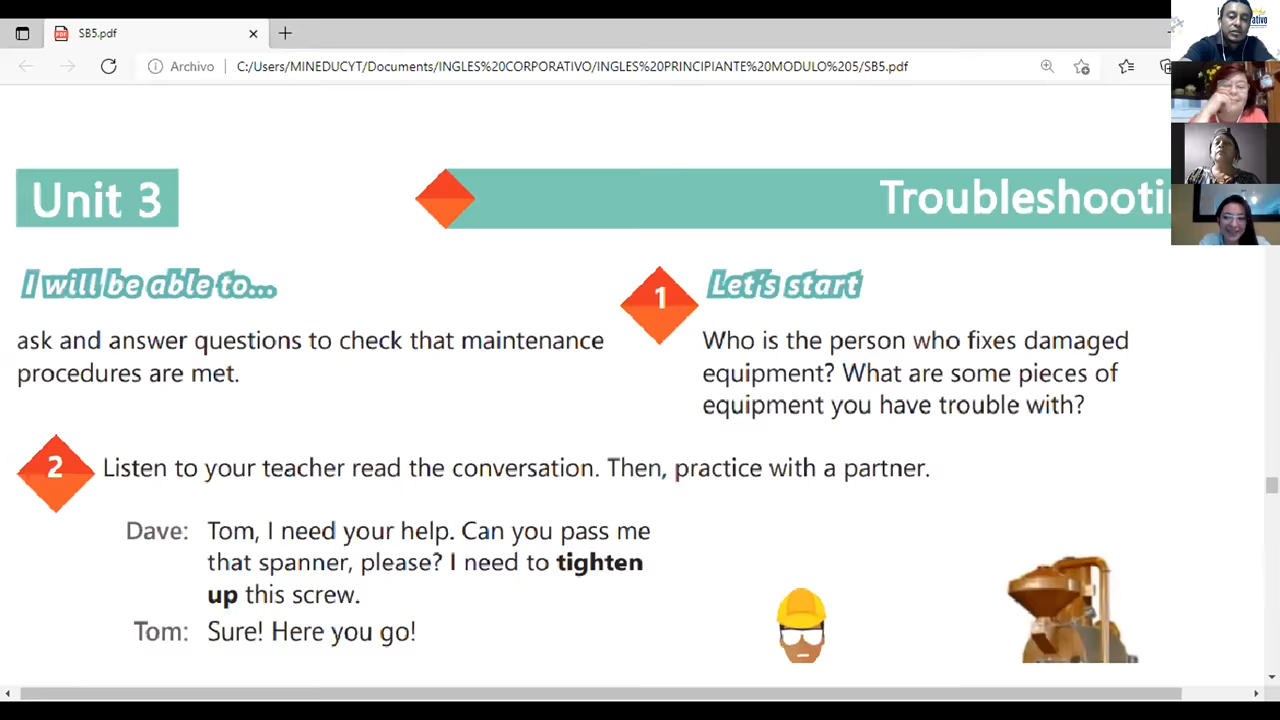 SB5.pdf
Archivo C:/Users/MINEDUCYT/Documents/INGLES%20CORPORATIVO/INGLES%20PRINCIPIANTE%20MODULO%205/SB5.pdf
Unit 3
Troubleshooti
I will be able to...
ask and answer questions to check that maintenance
procedures are met.
1
Let's start
Who is the person who fixes damaged
equipment? What are some pieces of
equipment you have trouble with?
2
Listen to your teacher read the conversation. Then, practice with a partner.
Dave: Tom, I need your help. Can you pass me
that spanner, please? I need to tighten
up this screw.
Tom: Sure! Here you go!